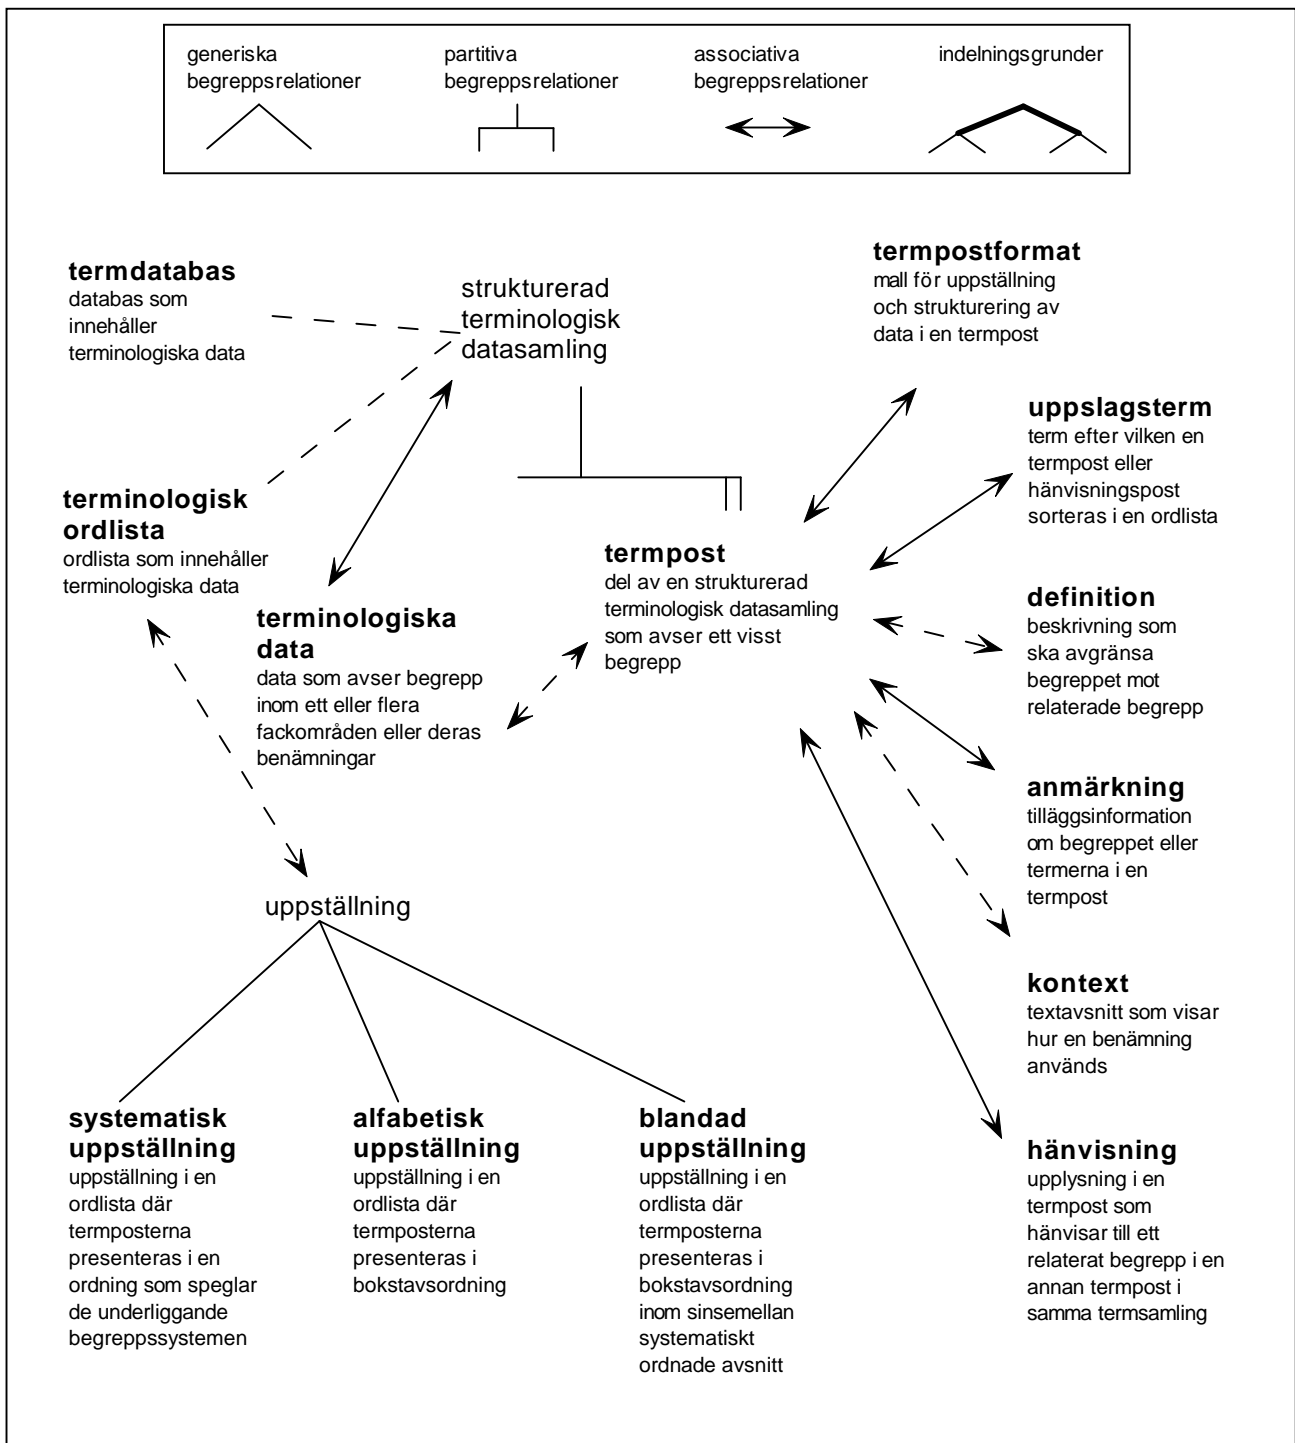 generiska
begreppsrelationer
partitiva
begreppsrelationer
associativa
begreppsrelationer
indelningsgrunder
termdatabas
databas som
innehåller
terminologiska data
strukturerad
terminologisk
datasamling
termpostformat
mall för uppställning
och strukturering av
data i en termpost
uppslagsterm
term efter vilken en
termpost eller
hänvisningspost
sorteras i en ordlista
terminologisk
ordlista
ordlista som innehåller
terminologiska data
terminologiska
data
data som avser begrepp
inom ett eller flera
fackområden eller deras
benämningar
termpost
del av en strukturerad
terminologisk datasamling
som avser ett visst
begrepp
definition
beskrivning som
ska avgränsa
begreppet mot
relaterade begrepp
anmärkning
tilläggsinformation
om begreppet eller
termerna i en
termpost
uppställning
kontext
textavsnitt som visar
hur en benämning
används
systematisk
uppställning
uppställning i en
ordlista där
termposterna
presenteras i en
ordning som speglar
de underliggande
begreppssystemen
alfabetisk
uppställning
uppställning i en
ordlista där
termposterna
presenteras i
bokstavsordning
blandad
uppställning
uppställning i en
ordlista där
termposterna
presenteras i
bokstavsordning
inom sinsemellan
systematiskt
ordnade avsnitt
hänvisning
upplysning i en
termpost som
hänvisar till ett
relaterat begrepp i en
annan termpost i
samma termsamling